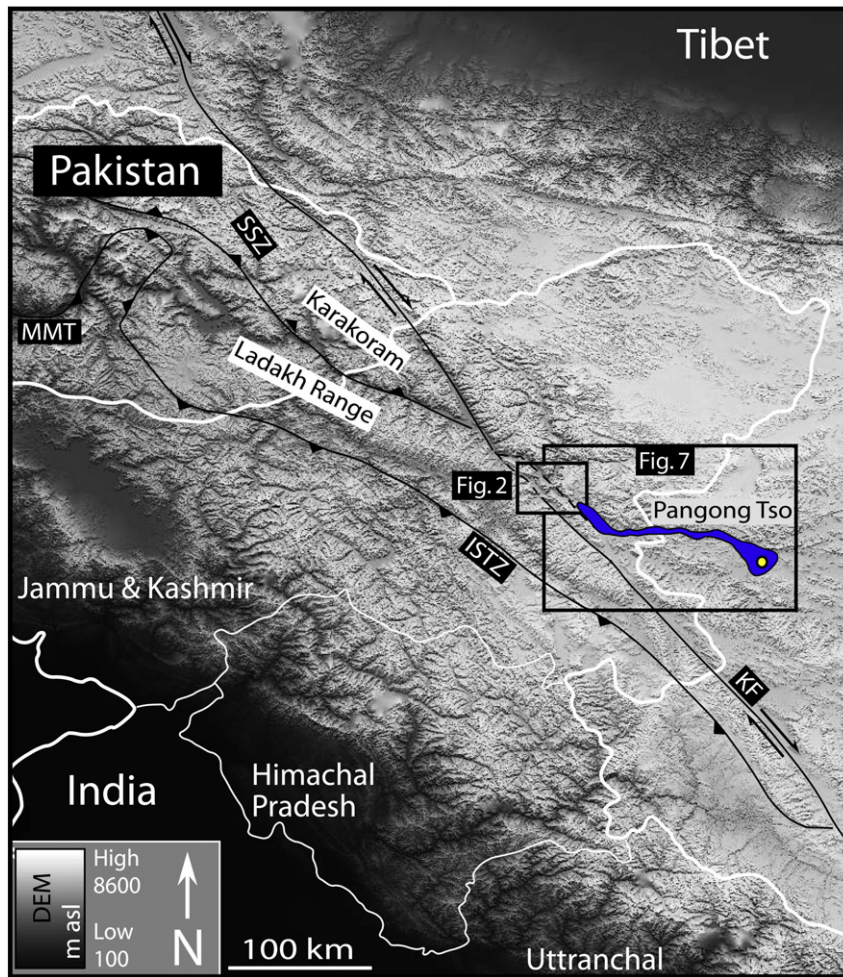 Tibet
Pakistan
SSZ
Karakoram
MMT
Ladakh Range
Fig. 7
Fig. 2
Pangong Tso
ISTZ
Jammu & Kashmir
KF
India
Himachal
Pradesh
DEM
m asl
High
8600
Low
100
N
100 km
Uttranchal